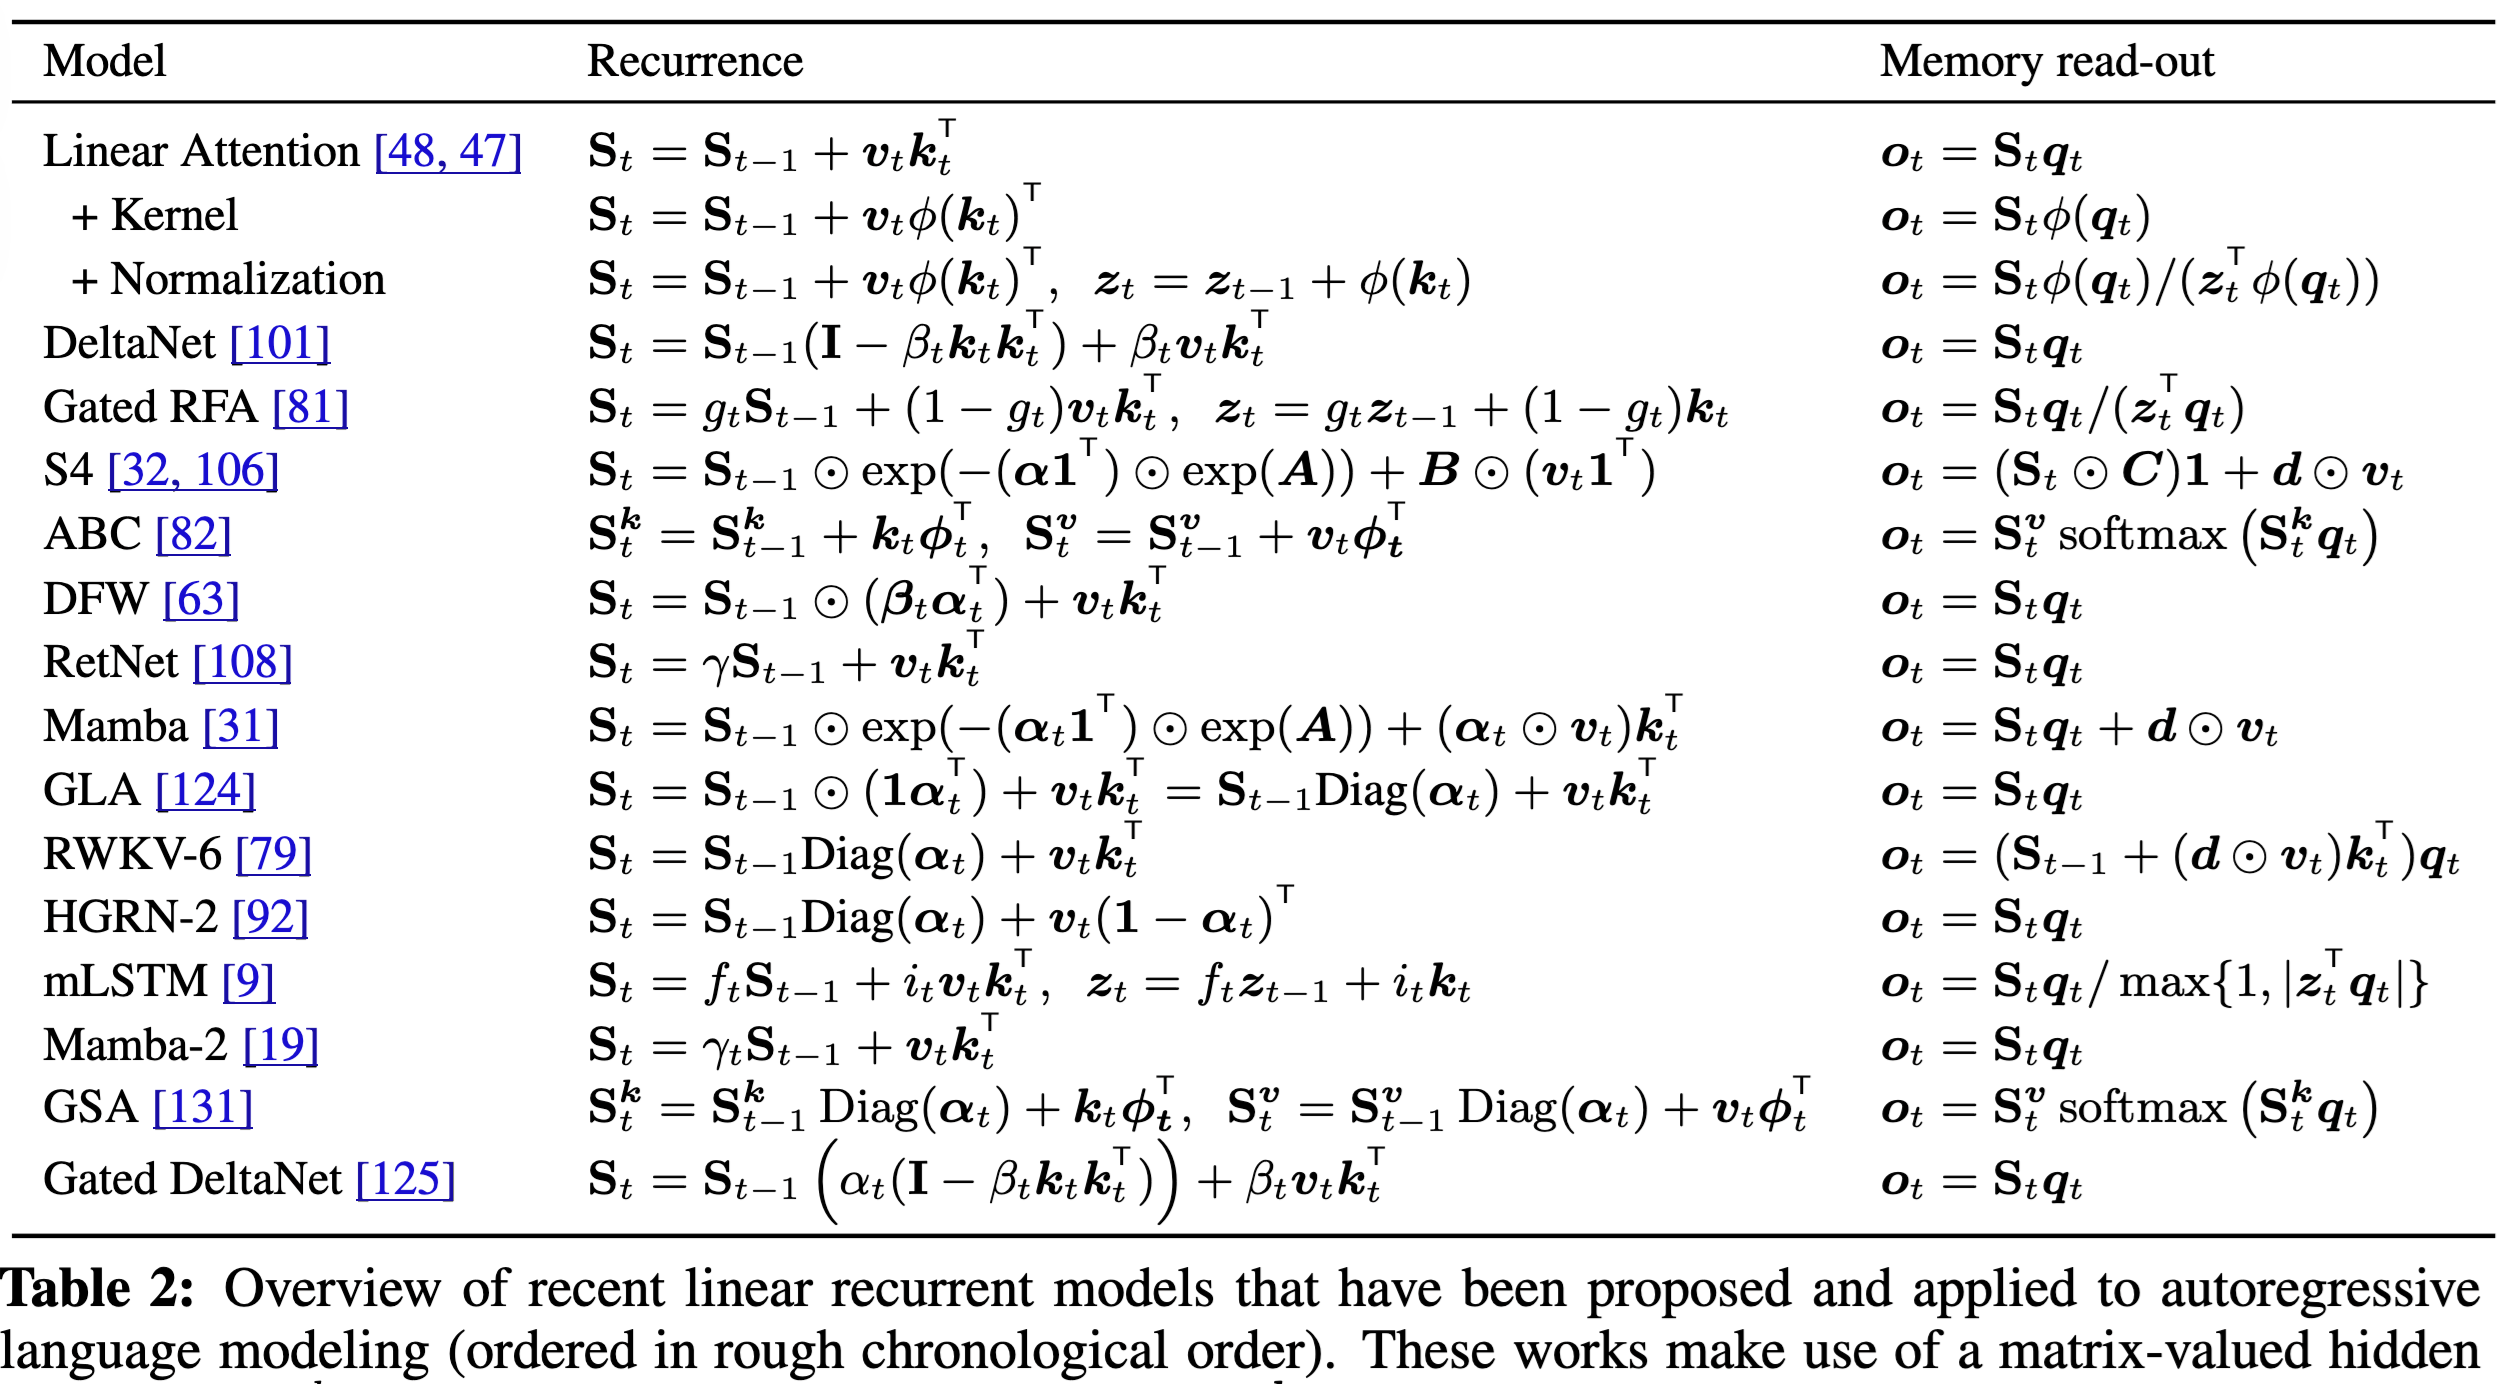 Model Recurrence Memory read-out
Linear Attention [48, 47] $\mathbf{S}_t = \mathbf{S}_{t-1} + \boldsymbol{v}_t \boldsymbol{k}_t^\top$ $\boldsymbol{o}_t = \mathbf{S}_t \boldsymbol{q}_t$
+ Kernel $\mathbf{S}_t = \mathbf{S}_{t-1} + \boldsymbol{v}_t \phi(\boldsymbol{k}_t)^\top$ $\boldsymbol{o}_t = \mathbf{S}_t \phi(\boldsymbol{q}_t)$
+ Normalization $\mathbf{S}_t = \mathbf{S}_{t-1} + \boldsymbol{v}_t \phi(\boldsymbol{k}_t)^\top, \; \boldsymbol{z}_t = \boldsymbol{z}_{t-1} + \phi(\boldsymbol{k}_t)$ $\boldsymbol{o}_t = \mathbf{S}_t \phi(\boldsymbol{q}_t)/(\boldsymbol{z}_t^\top \phi(\boldsymbol{q}_t))$
DeltaNet [101] $\mathbf{S}_t = \mathbf{S}_{t-1}(\mathbf{I} - \beta_t \boldsymbol{k}_t \boldsymbol{k}_t^\top) + \beta_t \boldsymbol{v}_t \boldsymbol{k}_t^\top$ $\boldsymbol{o}_t = \mathbf{S}_t \boldsymbol{q}_t$
Gated RFA [81] $\mathbf{S}_t = g_t \mathbf{S}_{t-1} + (1 - g_t) \boldsymbol{v}_t \boldsymbol{k}_t^\top, \; \boldsymbol{z}_t = g_t \boldsymbol{z}_{t-1} + (1 - g_t) \boldsymbol{k}_t$ $\boldsymbol{o}_t = \mathbf{S}_t \boldsymbol{q}_t/(\boldsymbol{z}_t^\top \boldsymbol{q}_t)$
S4 [32, 106] $\mathbf{S}_t = \mathbf{S}_{t-1} \odot \exp(-(\boldsymbol{\alpha} \mathbf{1}^\top) \odot \exp(\boldsymbol{A})) + \boldsymbol{B} \odot (\boldsymbol{v}_t \mathbf{1}^\top)$ $\boldsymbol{o}_t = (\mathbf{S}_t \odot \boldsymbol{C})\mathbf{1} + \boldsymbol{d} \odot \boldsymbol{v}_t$
ABC [82] $\mathbf{S}_t^{\boldsymbol{k}} = \mathbf{S}_{t-1}^{\boldsymbol{k}} + \boldsymbol{k}_t \boldsymbol{\phi}_t^\top, \; \mathbf{S}_t^{\boldsymbol{v}} = \mathbf{S}_{t-1}^{\boldsymbol{v}} + \boldsymbol{v}_t \boldsymbol{\phi}_{\boldsymbol{t}}^\top$ $\boldsymbol{o}_t = \mathbf{S}_t^{\boldsymbol{v}} \operatorname{softmax}\left(\mathbf{S}_t^{\boldsymbol{k}} \boldsymbol{q}_t\right)$
DFW [63] $\mathbf{S}_t = \mathbf{S}_{t-1} \odot (\boldsymbol{\beta}_t \boldsymbol{\alpha}_t^\top) + \boldsymbol{v}_t \boldsymbol{k}_t^\top$ $\boldsymbol{o}_t = \mathbf{S}_t \boldsymbol{q}_t$
RetNet [108] $\mathbf{S}_t = \gamma \mathbf{S}_{t-1} + \boldsymbol{v}_t \boldsymbol{k}_t^\top$ $\boldsymbol{o}_t = \mathbf{S}_t \boldsymbol{q}_t$
Mamba [31] $\mathbf{S}_t = \mathbf{S}_{t-1} \odot \exp(-(\boldsymbol{\alpha}_t \mathbf{1}^\top) \odot \exp(\boldsymbol{A})) + (\boldsymbol{\alpha}_t \odot \boldsymbol{v}_t) \boldsymbol{k}_t^\top$ $\boldsymbol{o}_t = \mathbf{S}_t \boldsymbol{q}_t + \boldsymbol{d} \odot \boldsymbol{v}_t$
GLA [124] $\mathbf{S}_t = \mathbf{S}_{t-1} \odot (\mathbf{1} \boldsymbol{\alpha}_t^\top) + \boldsymbol{v}_t \boldsymbol{k}_t^\top = \mathbf{S}_{t-1} \text{Diag}(\boldsymbol{\alpha}_t) + \boldsymbol{v}_t \boldsymbol{k}_t^\top$ $\boldsymbol{o}_t = \mathbf{S}_t \boldsymbol{q}_t$
RWKV-6 [79] $\mathbf{S}_t = \mathbf{S}_{t-1} \text{Diag}(\boldsymbol{\alpha}_t) + \boldsymbol{v}_t \boldsymbol{k}_t^\top$ $\boldsymbol{o}_t = (\mathbf{S}_{t-1} + (\boldsymbol{d} \odot \boldsymbol{v}_t) \boldsymbol{k}_t^\top) \boldsymbol{q}_t$
HGRN-2 [92] $\mathbf{S}_t = \mathbf{S}_{t-1} \text{Diag}(\boldsymbol{\alpha}_t) + \boldsymbol{v}_t (\mathbf{1} - \boldsymbol{\alpha}_t)^\top$ $\boldsymbol{o}_t = \mathbf{S}_t \boldsymbol{q}_t$
mLSTM [9] $\mathbf{S}_t = f_t \mathbf{S}_{t-1} + i_t \boldsymbol{v}_t \boldsymbol{k}_t^\top, \; \boldsymbol{z}_t = f_t \boldsymbol{z}_{t-1} + i_t \boldsymbol{k}_t$ $\boldsymbol{o}_t = \mathbf{S}_t \boldsymbol{q}_t / \max\{1, |\boldsymbol{z}_t^\top \boldsymbol{q}_t|\}$
Mamba-2 [19] $\mathbf{S}_t = \gamma_t \mathbf{S}_{t-1} + \boldsymbol{v}_t \boldsymbol{k}_t^\top$ $\boldsymbol{o}_t = \mathbf{S}_t \boldsymbol{q}_t$
GSA [131] $\mathbf{S}_t^{\boldsymbol{k}} = \mathbf{S}_{t-1}^{\boldsymbol{k}} \text{Diag}(\boldsymbol{\alpha}_t) + \boldsymbol{k}_t \boldsymbol{\phi}_{\boldsymbol{t}}^\top, \; \mathbf{S}_t^{\boldsymbol{v}} = \mathbf{S}_{t-1}^{\boldsymbol{v}} \text{Diag}(\boldsymbol{\alpha}_t) + \boldsymbol{v}_t \boldsymbol{\phi}_t^\top$ $\boldsymbol{o}_t = \mathbf{S}_t^{\boldsymbol{v}} \operatorname{softmax}\left(\mathbf{S}_t^{\boldsymbol{k}} \boldsymbol{q}_t\right)$
Gated DeltaNet [125] $\mathbf{S}_t = \mathbf{S}_{t-1} \left(\alpha_t (\mathbf{I} - \beta_t \boldsymbol{k}_t \boldsymbol{k}_t^\top)\right) + \beta_t \boldsymbol{v}_t \boldsymbol{k}_t^\top$ $\boldsymbol{o}_t = \mathbf{S}_t \boldsymbol{q}_t$
Table 2: Overview of recent linear recurrent models that have been proposed and applied to autoregressive
language modeling (ordered in rough chronological order). These works make use of a matrix-valued hidden